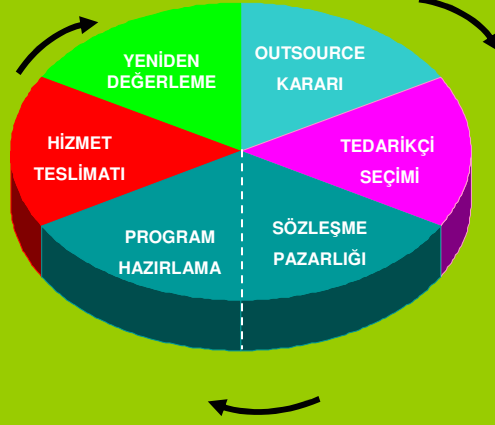 OUTSOURCE
KARARI
TEDARİKÇİ
SEÇİMİ
SÖZLEŞME
PAZARLIĞI
PROGRAM
HAZIRLAMA
HİZMET
TESLİMATI
YENİDEN
DEĞERLEME